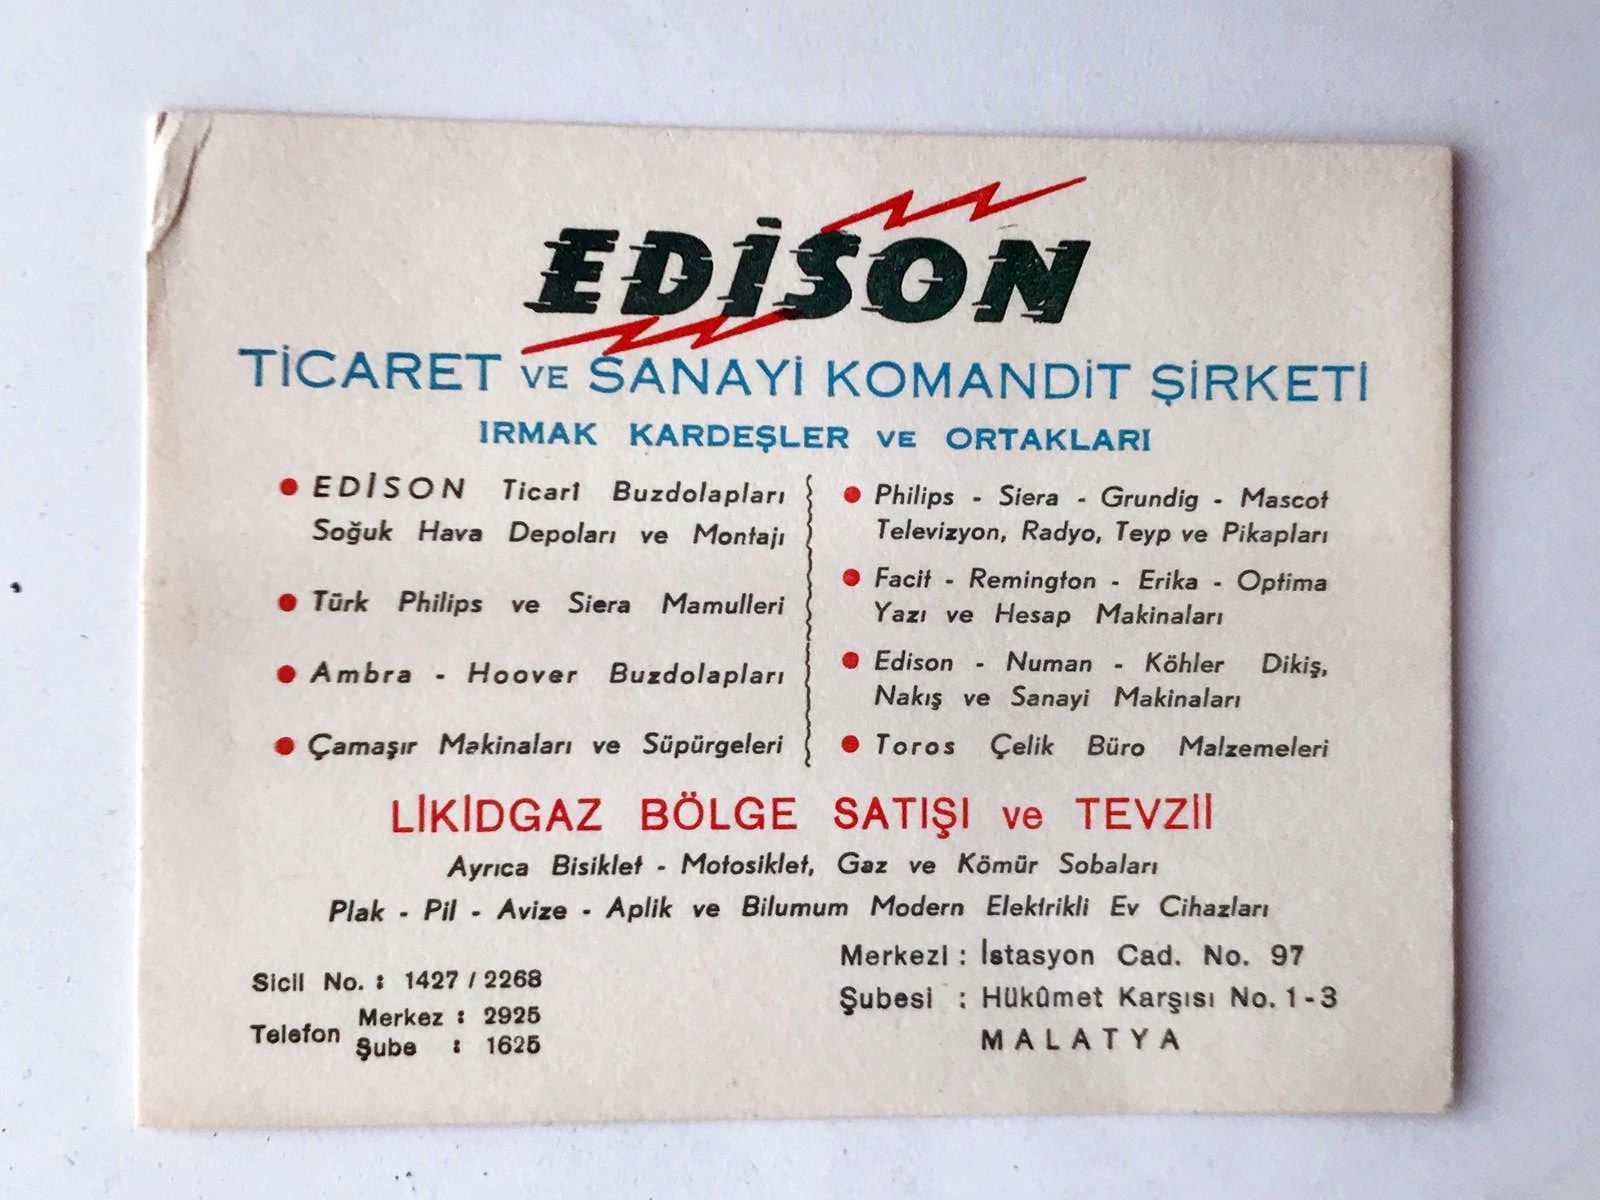 EDİSON
TİCARET VE SANAYİ KOMANDİT ŞİRKETİ
IRMAK KARDEŞLER VE ORTAKLARI
● EDİSON Ticarî Buzdolapları
Soğuk Hava Depoları ve Montajı
● Türk Philips ve Siera Mamulleri
● Ambra - Hoover Buzdolapları
● Çamaşır Makinaları ve Süpürgeleri
● Philips - Siera - Grundig - Mascot
Televizyon, Radyo, Teyp ve Pikapları
● Facit - Remington - Erika - Optima
Yazı ve Hesap Makinaları
● Edison - Numan - Köhler Dikiş,
Nakış ve Sanayi Makinaları
● Toros Çelik Büro Malzemeleri
LİKİDGAZ BÖLGE SATIŞI ve TEVZİİ
Ayrıca Bisiklet - Motosiklet, Gaz ve Kömür Sobaları
Plak - Pil - Avize - Aplik ve Bilumum Modern Elektrikli Ev Cihazları
Sicil No. : 1427 / 2268
Telefon Merkez : 2925
Şube : 1625
Merkezi : İstasyon Cad. No. 97
Şubesi : Hükûmet Karşısı No. 1 - 3
MALATYA